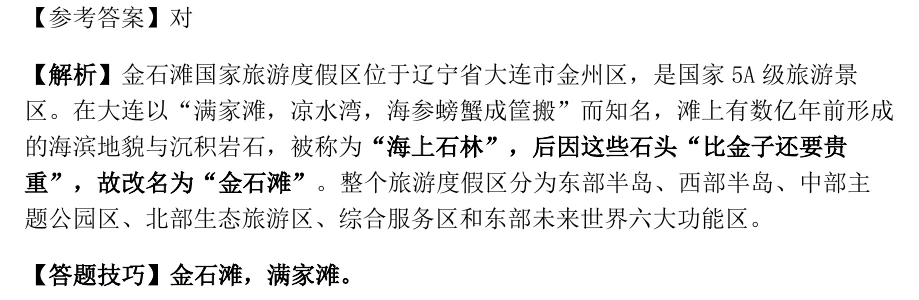 【参考答案】对
【解析】金石滩国家旅游度假区位于辽宁省大连市金州区，是国家 5A 级旅游景
区。在大连以“满家滩，凉水湾，海参螃蟹成筐搬”而知名，滩上有数亿年前形成
的海滨地貌与沉积岩石，被称为“海上石林”，后因这些石头“比金子还要贵
重”，故改名为“金石滩”。整个旅游度假区分为东部半岛、西部半岛、中部主
题公园区、北部生态旅游区、综合服务区和东部未来世界六大功能区。
【答题技巧】金石滩，满家滩。